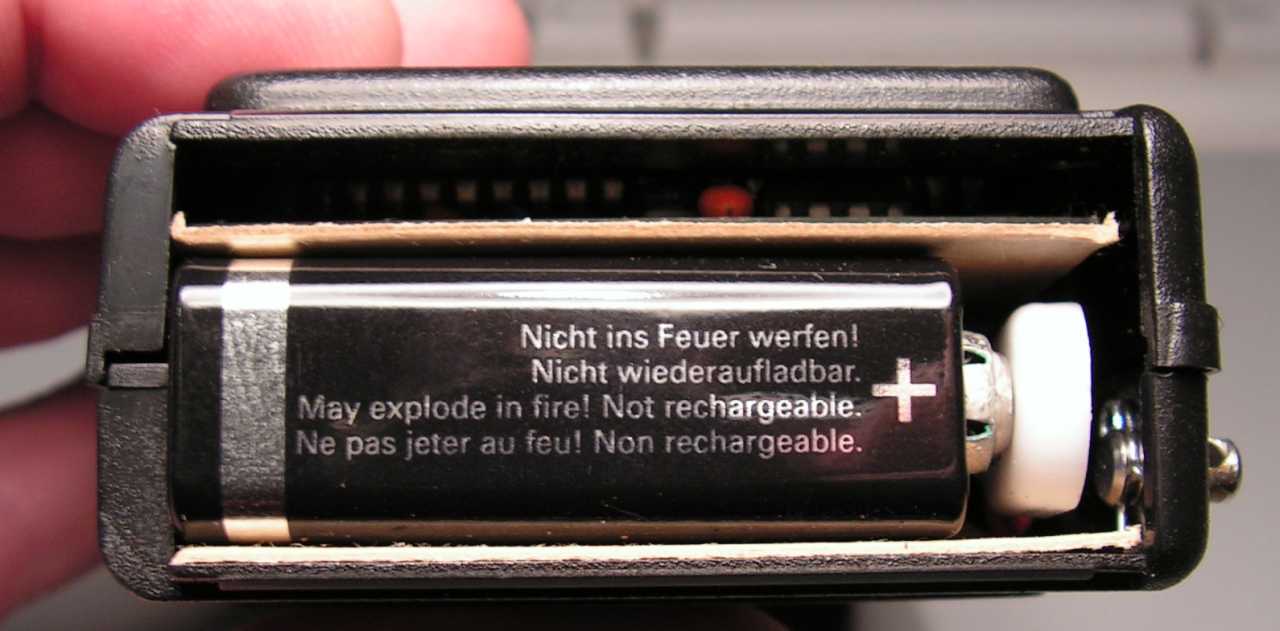 Nicht ins Feuer werfen!
Nicht wiederaufladbar.
May explode in fire! Not rechargeable.
Ne pas jeter au feu! Non rechargeable.
+